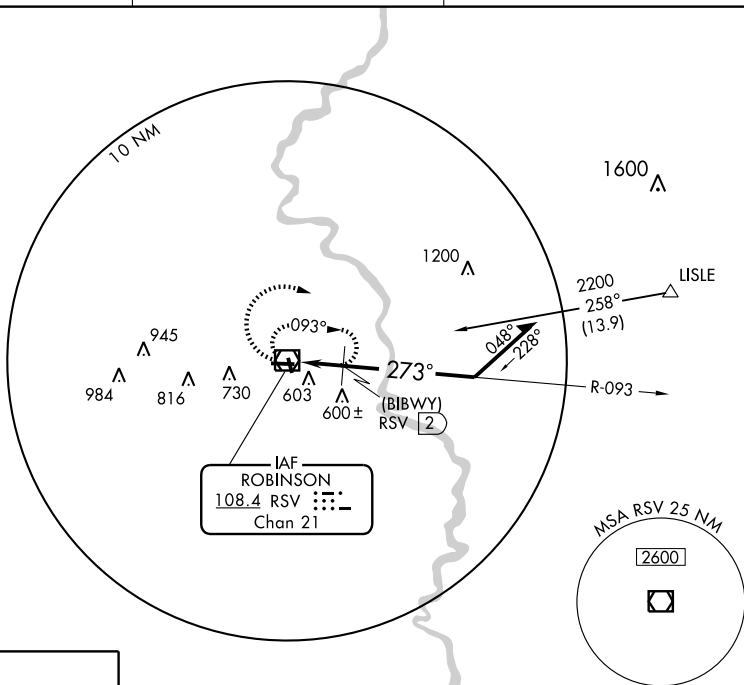 10 NM
1600
1200
2200
258°
(13.9)
LISLE
945
984
816
730
603
600 ±
093°
273°
048°
228°
R-093
(BIBWY)
RSV 2
IAF
ROBINSON
108.4 RSV
Chan 21
MSA RSV 25 NM
2600